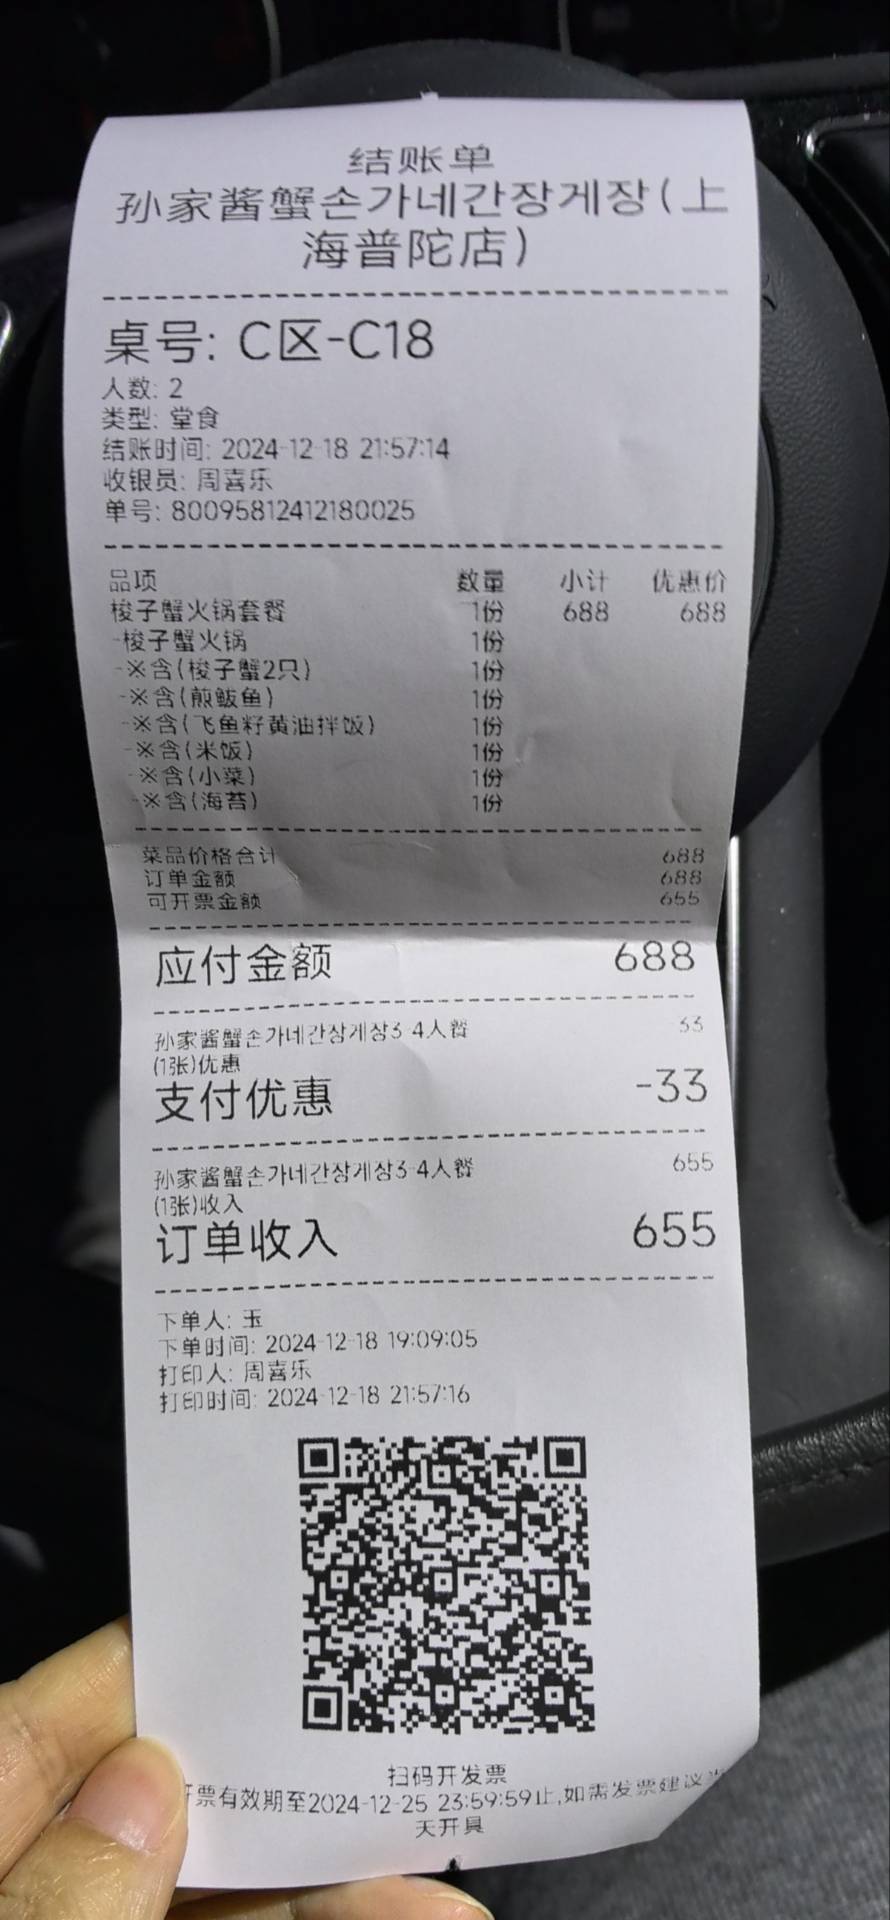 结账单
孙家酱蟹손가네간장게장(上
海普陀店)
桌号: C区-C18
人数: 2
类型: 堂食
结账时间: 2024-12-18 21:57:14
收银员: 周喜乐
单号: 80095812412180025
品项 数量 小计 优惠价
梭子蟹火锅套餐 1份 688 688
-梭子蟹火锅 1份
-※含(梭子蟹2只) 1份
-※含(煎鲅鱼) 1份
-※含(飞鱼籽黄油拌饭) 1份
-※含(米饭) 1份
-※含(小菜) 1份
-※含(海苔) 1份
菜品价格合计 688
订单金额 688
可开票金额 655
应付金额 688
孙家酱蟹손가네간장게장3-4人餐 33
(1张)优惠
支付优惠 -33
孙家酱蟹손가네간장게장3-4人餐 655
(1张)收入
订单收入 655
下单人: 玉
下单时间: 2024-12-18 19:09:05
打印人: 周喜乐
打印时间: 2024-12-18 21:57:16
扫码开发票
开票有效期至2024-12-25 23:59:59止,如需发票建议当
天开具